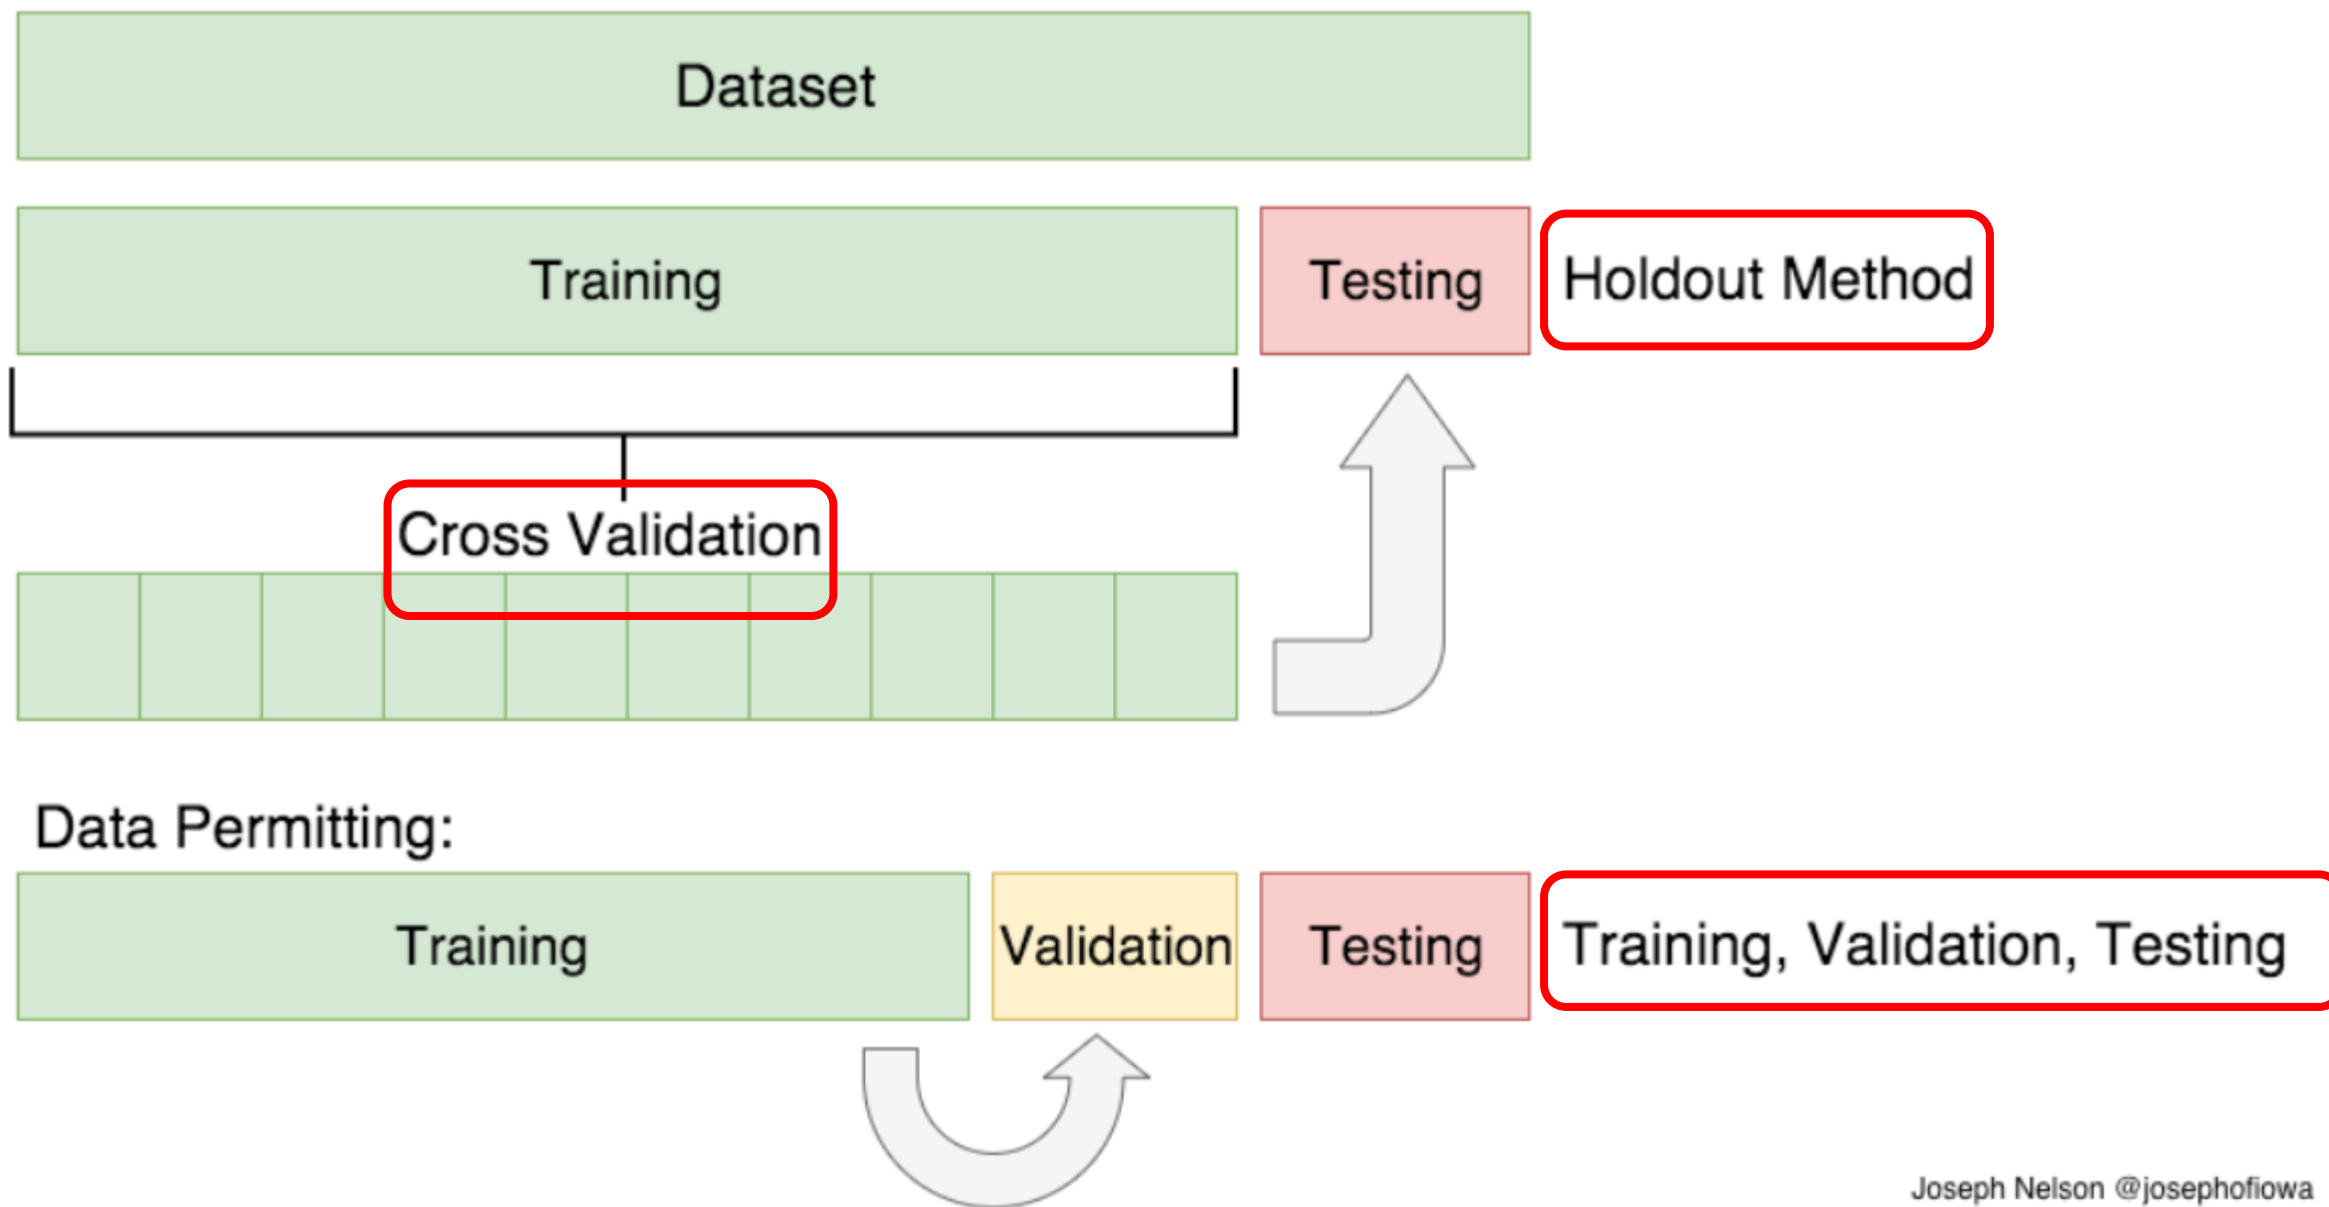 Dataset
Training
Testing
Holdout Method
Cross Validation
Data Permitting:
Training
Validation
Testing
Training, Validation, Testing
Joseph Nelson @josephofiowa